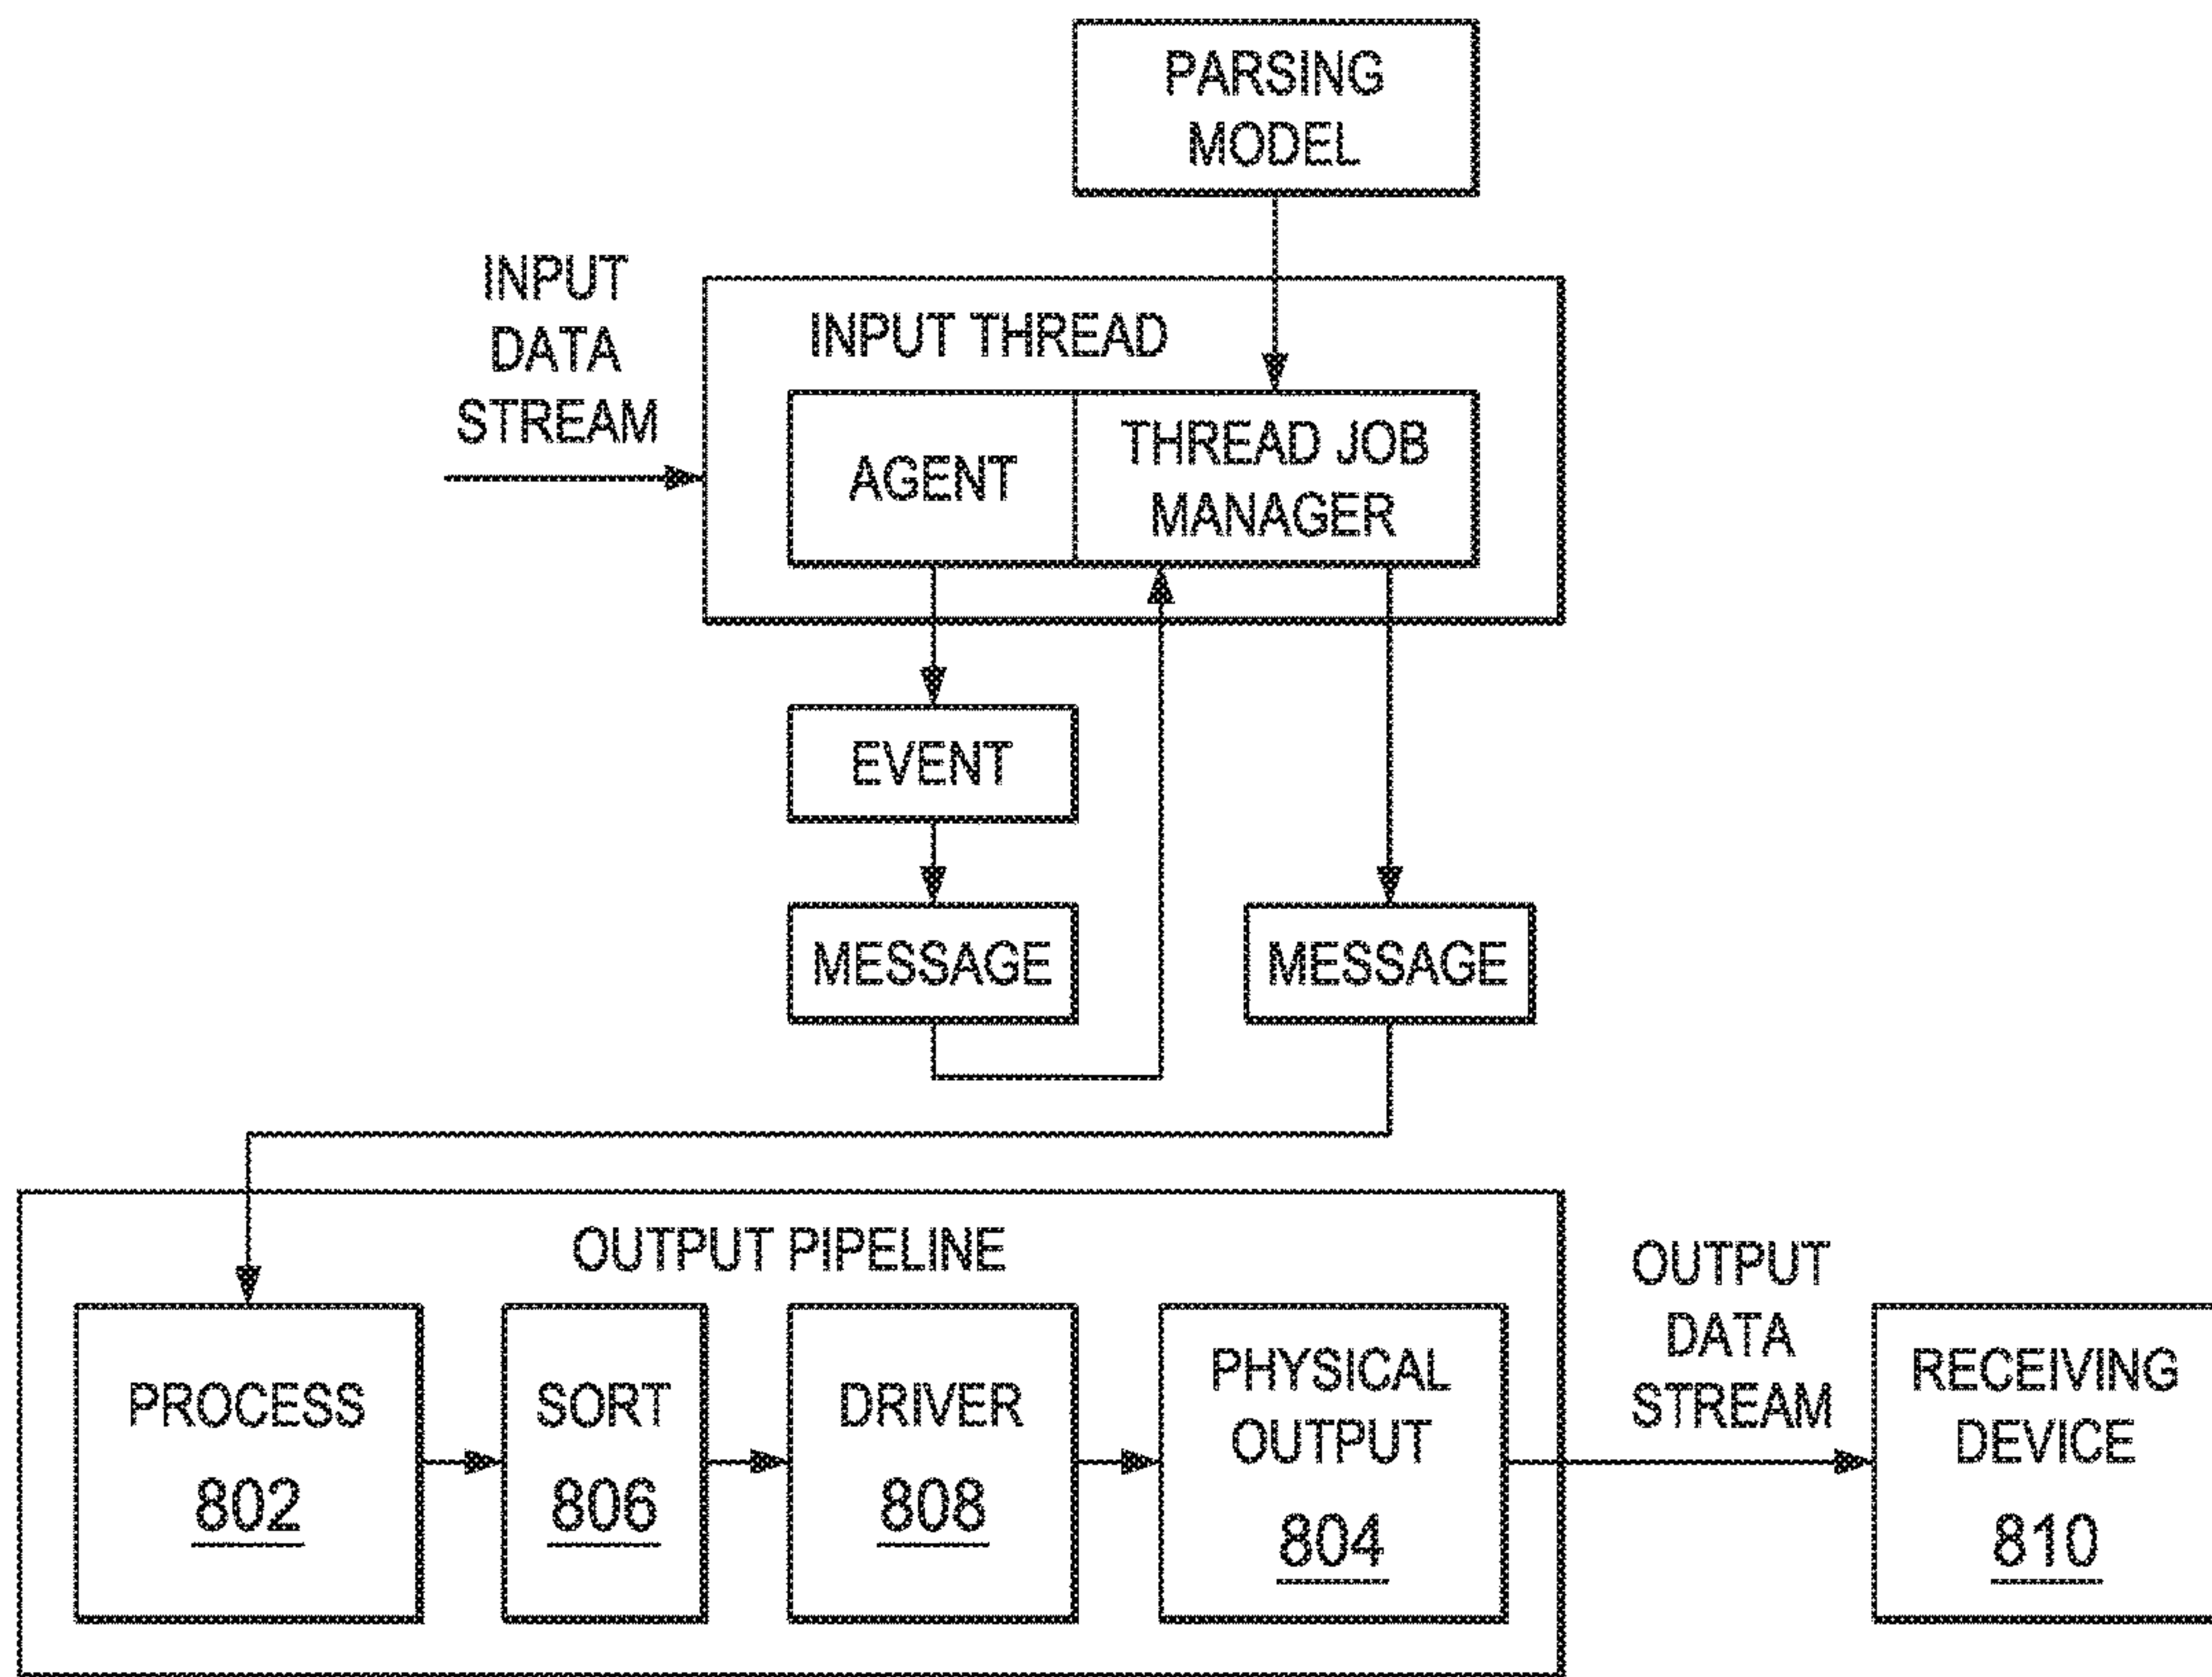 PARSING
MODEL
INPUT
DATA
STREAM
INPUT THREAD
AGENT
THREAD JOB
MANAGER
EVENT
MESSAGE
MESSAGE
OUTPUT PIPELINE
PROCESS
802
SORT
806
DRIVER
808
PHYSICAL
OUTPUT
804
OUTPUT
DATA
STREAM
RECEIVING
DEVICE
810